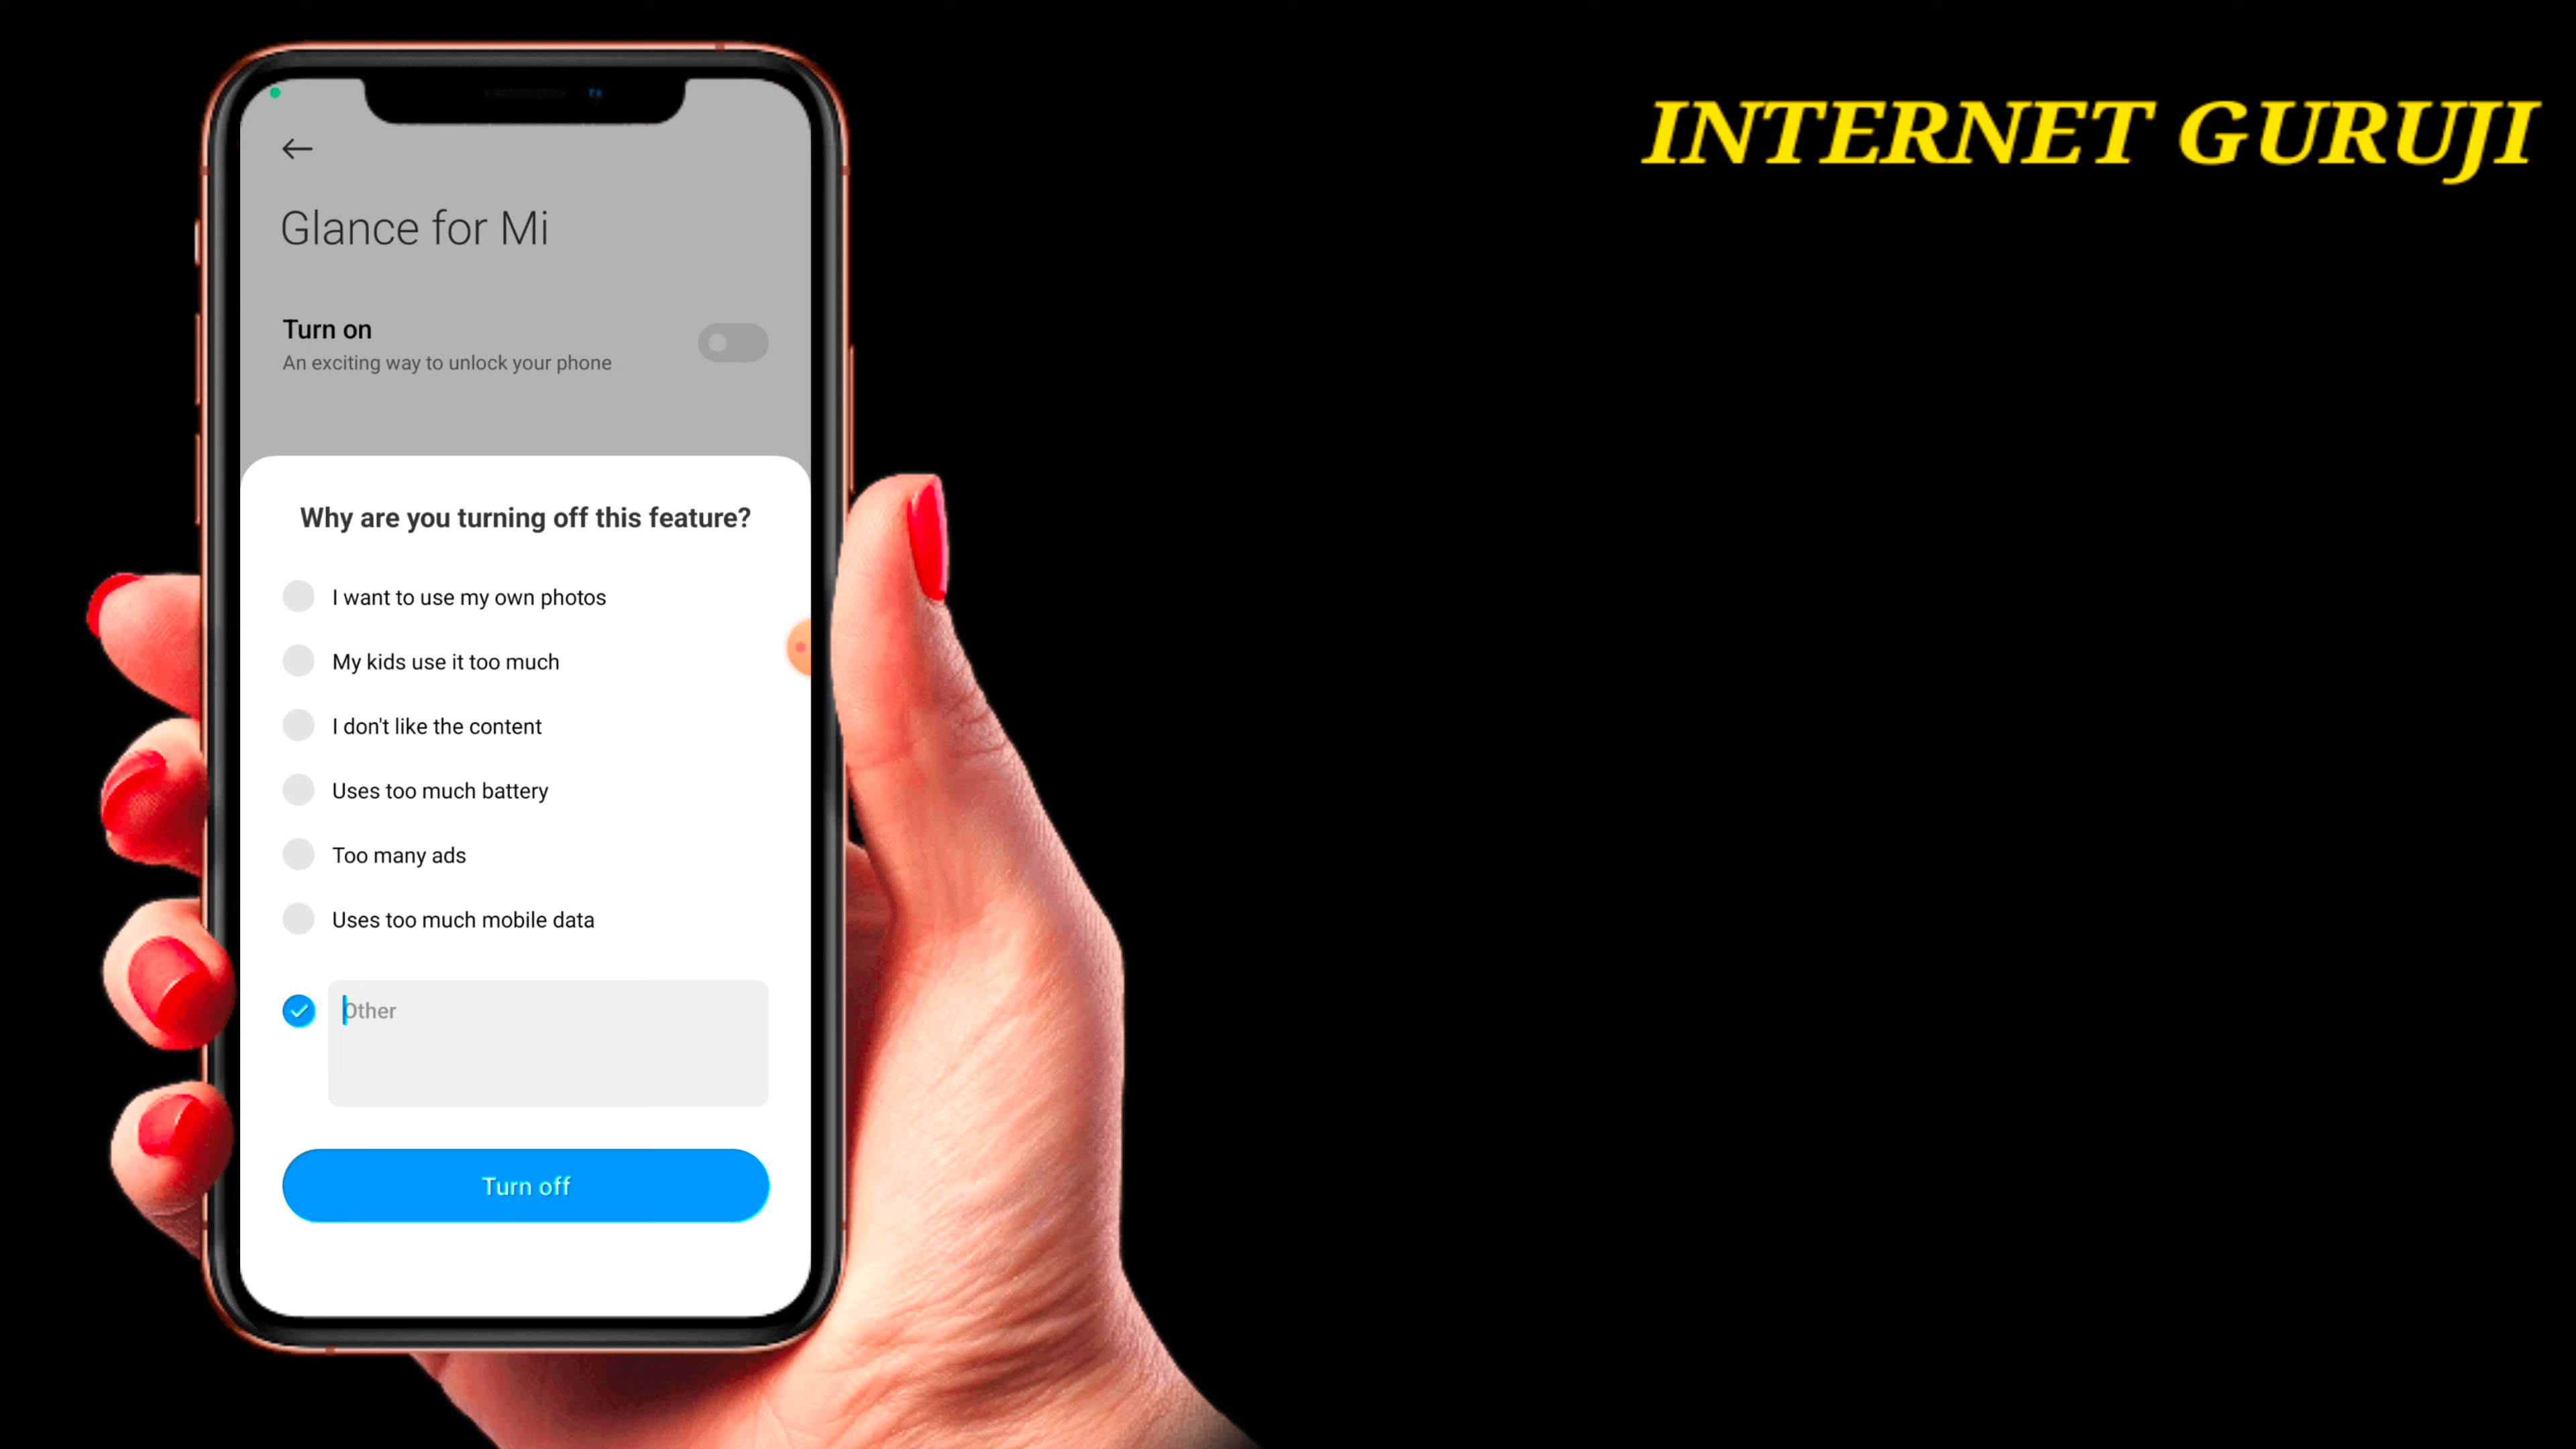 INTERNET GURUJI
Glance for Mi
Turn on
An exciting way to unlock your phone
Why are you turning off this feature?
I want to use my own photos
My kids use it too much
I don't like the content
Uses too much battery
Too many ads
Uses too much mobile data
Other
Turn off